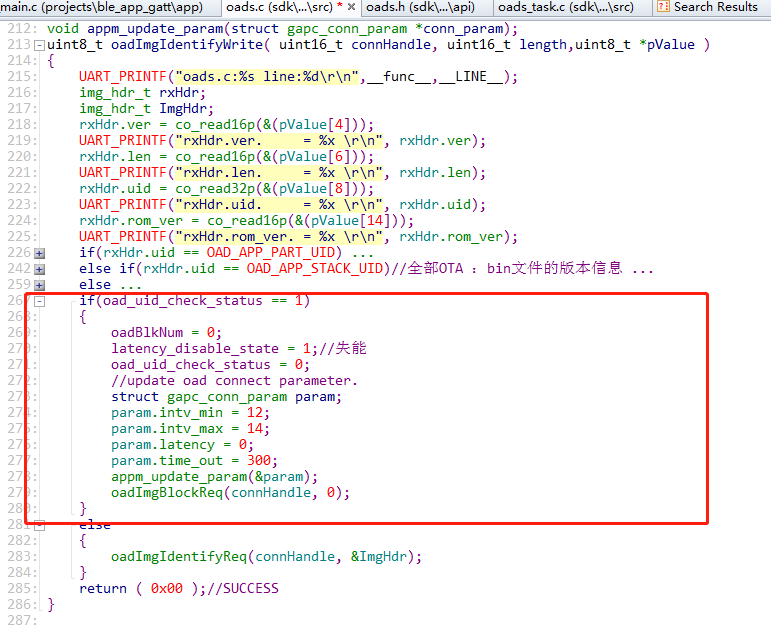 main.c (projects\ble_app_gatt\app) oads.c (sdk\...\src) * oads.h (sdk\...\api) oads_task.c (sdk\...\src) Search Results
212: void appm_update_param(struct gapc_conn_param *conn_param);
213: uint8_t oadImgIdentifyWrite( uint16_t connHandle, uint16_t length,uint8_t *pValue )
214: {
215: UART_PRINTF("oads.c:%s line:%d\r\n",__func__,__LINE__);
216: img_hdr_t rxHdr;
217: img_hdr_t ImgHdr;
218: rxHdr.ver = co_read16p(&(pValue[4]));
219: UART_PRINTF("rxHdr.ver. = %x \r\n", rxHdr.ver);
220: rxHdr.len = co_read16p(&(pValue[6]));
221: UART_PRINTF("rxHdr.len. = %x \r\n", rxHdr.len);
222: rxHdr.uid = co_read32p(&(pValue[8]));
223: UART_PRINTF("rxHdr.uid. = %x \r\n", rxHdr.uid);
224: rxHdr.rom_ver = co_read16p(&(pValue[14]));
225: UART_PRINTF("rxHdr.rom_ver. = %x \r\n", rxHdr.rom_ver);
226 if(rxHdr.uid == OAD_APP_PART_UID) ...
242 else if(rxHdr.uid == OAD_APP_STACK_UID)//全部OTA : bin文件的版本信息 ...
259 else ...
267 if(oad_uid_check_status == 1)
268: {
269: oadBlkNum = 0;
270: latency_disable_state = 1;//失能
271: oad_uid_check_status = 0;
272: //update oad connect parameter.
273: struct gapc_conn_param param;
274: param.intv_min = 12;
275: param.intv_max = 14;
276: param.latency = 0;
277: param.time_out = 300;
278: appm_update_param(&param);
279: oadImgBlockReq(connHandle, 0);
280: }
281: else
282: {
283: oadImgIdentifyReq(connHandle, &ImgHdr);
284: }
285: return ( 0x00 );//SUCCESS
286: }
287: